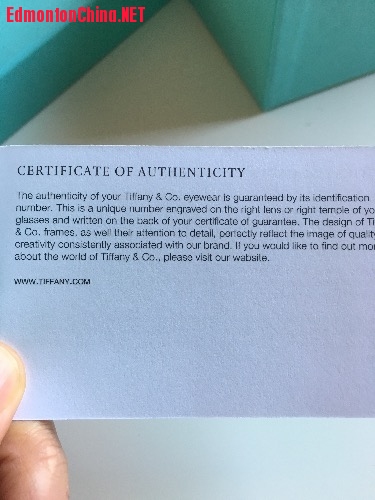 EdmontonChina.NET
CERTIFICATE OF AUTHENTICITY
The authenticity of your Tiffany & Co. eyewear is guaranteed by its identification
number. This is a unique number engraved on the right lens or right temple of yo
glasses and written on the back of your certificate of guarantee. The design of Ti
& Co. frames, as well their attention to detail, perfectly reflect the image of quality
creativity consistently associated with our brand. If you would like to find out mor
about the world of Tiffany & Co., please visit our website.
WWW.TIFFANY.COM